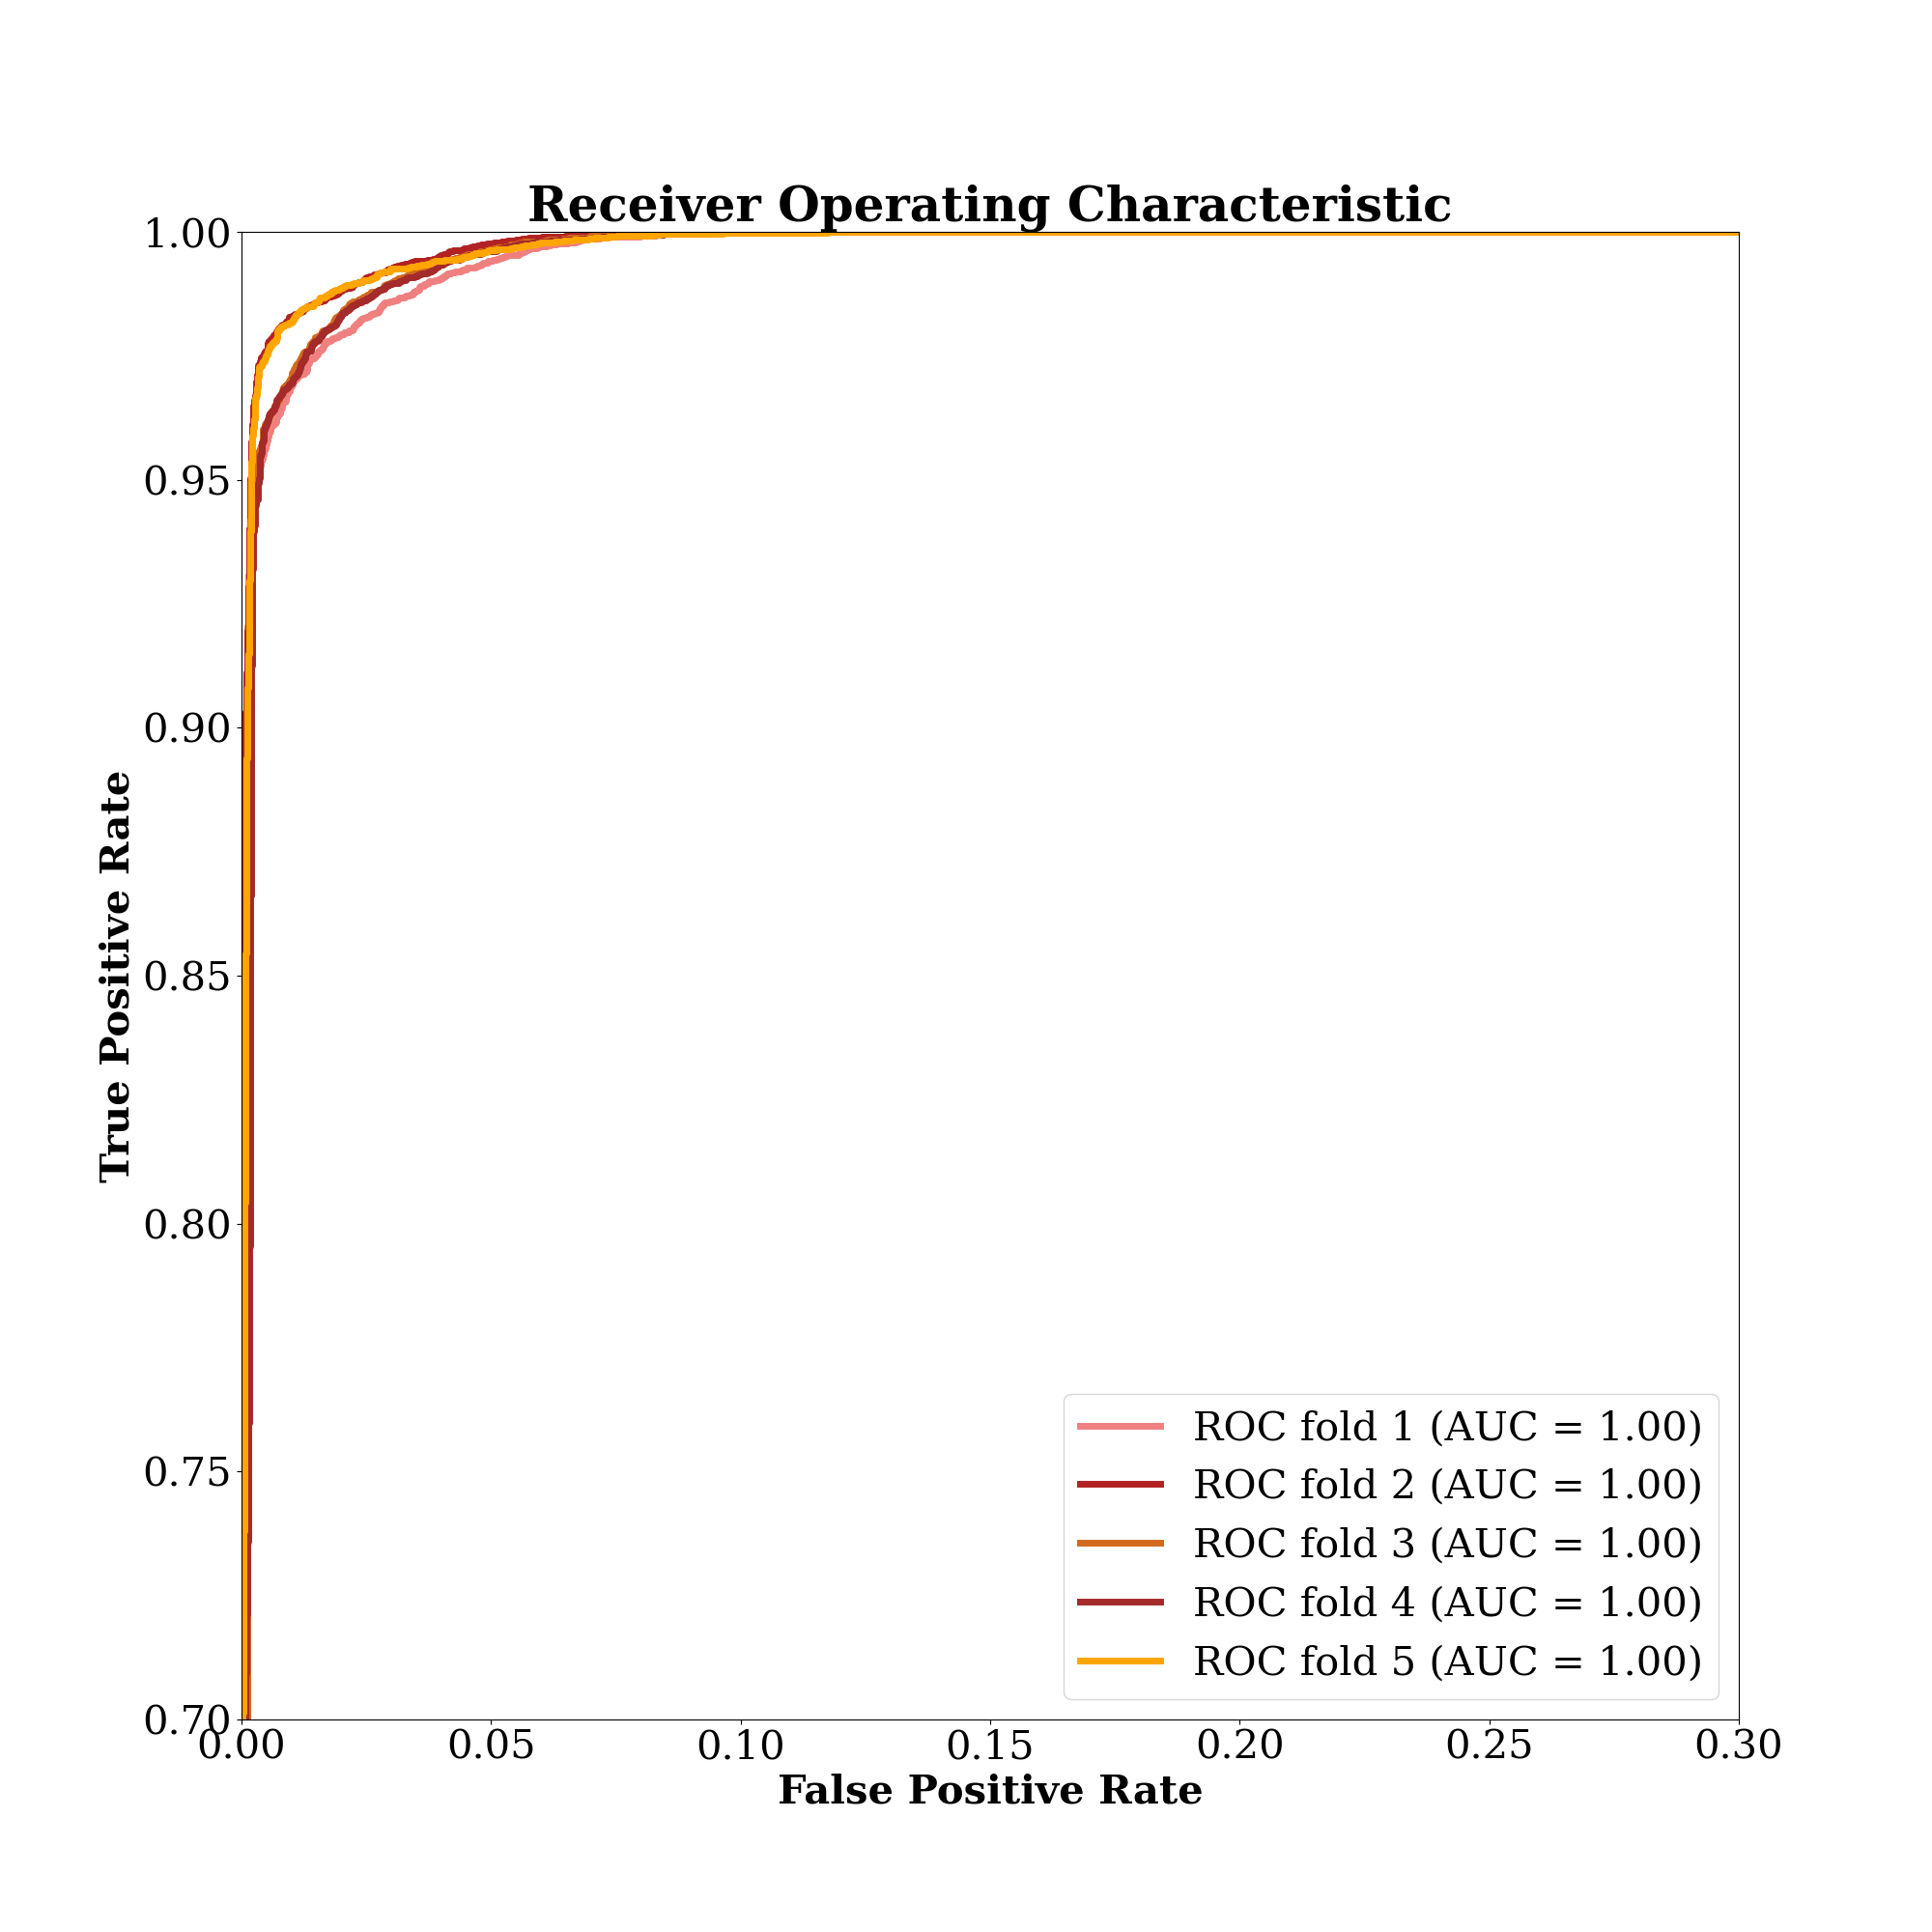 Receiver Operating Characteristic
1.00
0.95
0.90
0.85
0.80
0.75
0.70
True Positive Rate
ROC fold 1 (AUC = 1.00)
ROC fold 2 (AUC = 1.00)
ROC fold 3 (AUC = 1.00)
ROC fold 4 (AUC = 1.00)
ROC fold 5 (AUC = 1.00)
0.00 0.05 0.10 0.15 0.20 0.25 0.30
False Positive Rate